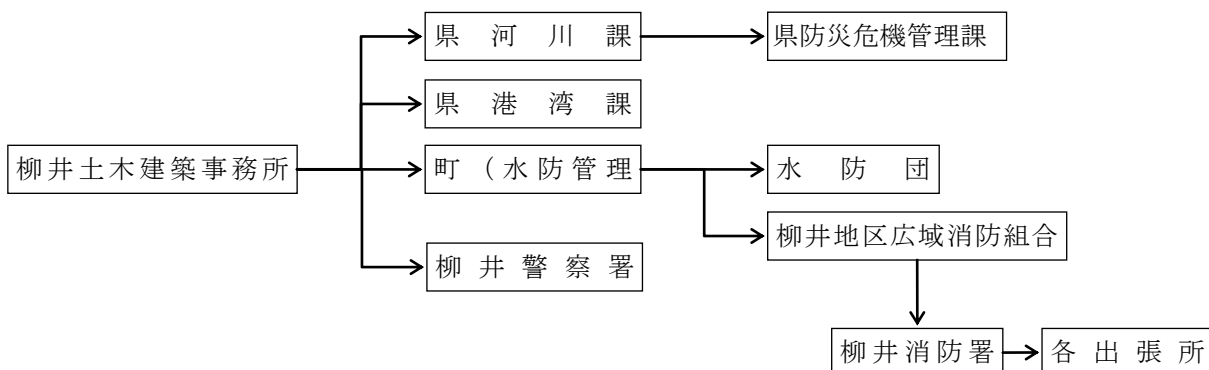 県河川課
県防災危機管理課
県港湾課
柳井土木建築事務所
町(水防管理
水防団
柳井地区広域消防組合
柳井警察署
柳井消防署
各出張所